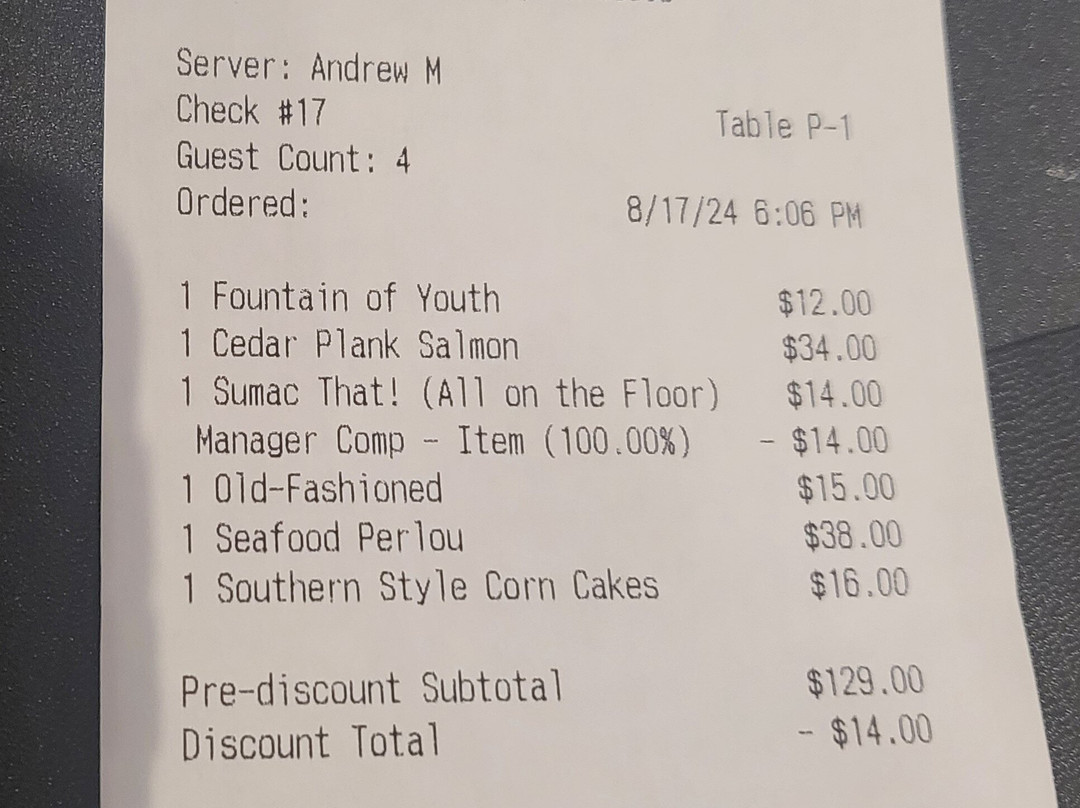 Server: Andrew M
Check #17
Table P-1
Guest Count: 4
Ordered: 8/17/24 6:06 PM
1 Fountain of Youth $12.00
1 Cedar Plank Salmon $34.00
1 Sumac That! (All on the Floor) $14.00
Manager Comp - Item (100.00%) - $14.00
1 Old-Fashioned $15.00
1 Seafood Perlou $38.00
1 Southern Style Corn Cakes $16.00
Pre-discount Subtotal $129.00
Discount Total - $14.00